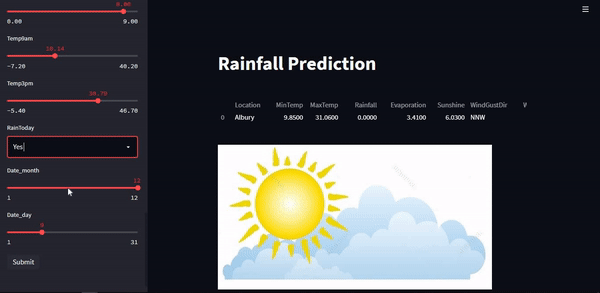 8.00
0.00 9.00
Temp9am
10.14
-7.20 40.20
Temp3pm
30.70
-5.40 46.70
RainToday
Yes
Date_month
12
1 12
Date_day
9
1 31
Submit
Rainfall Prediction
Location MinTemp MaxTemp Rainfall Evaporation Sunshine WindGustDir W
0 Albury 9.8500 31.0600 0.0000 3.4100 6.0300 NNW